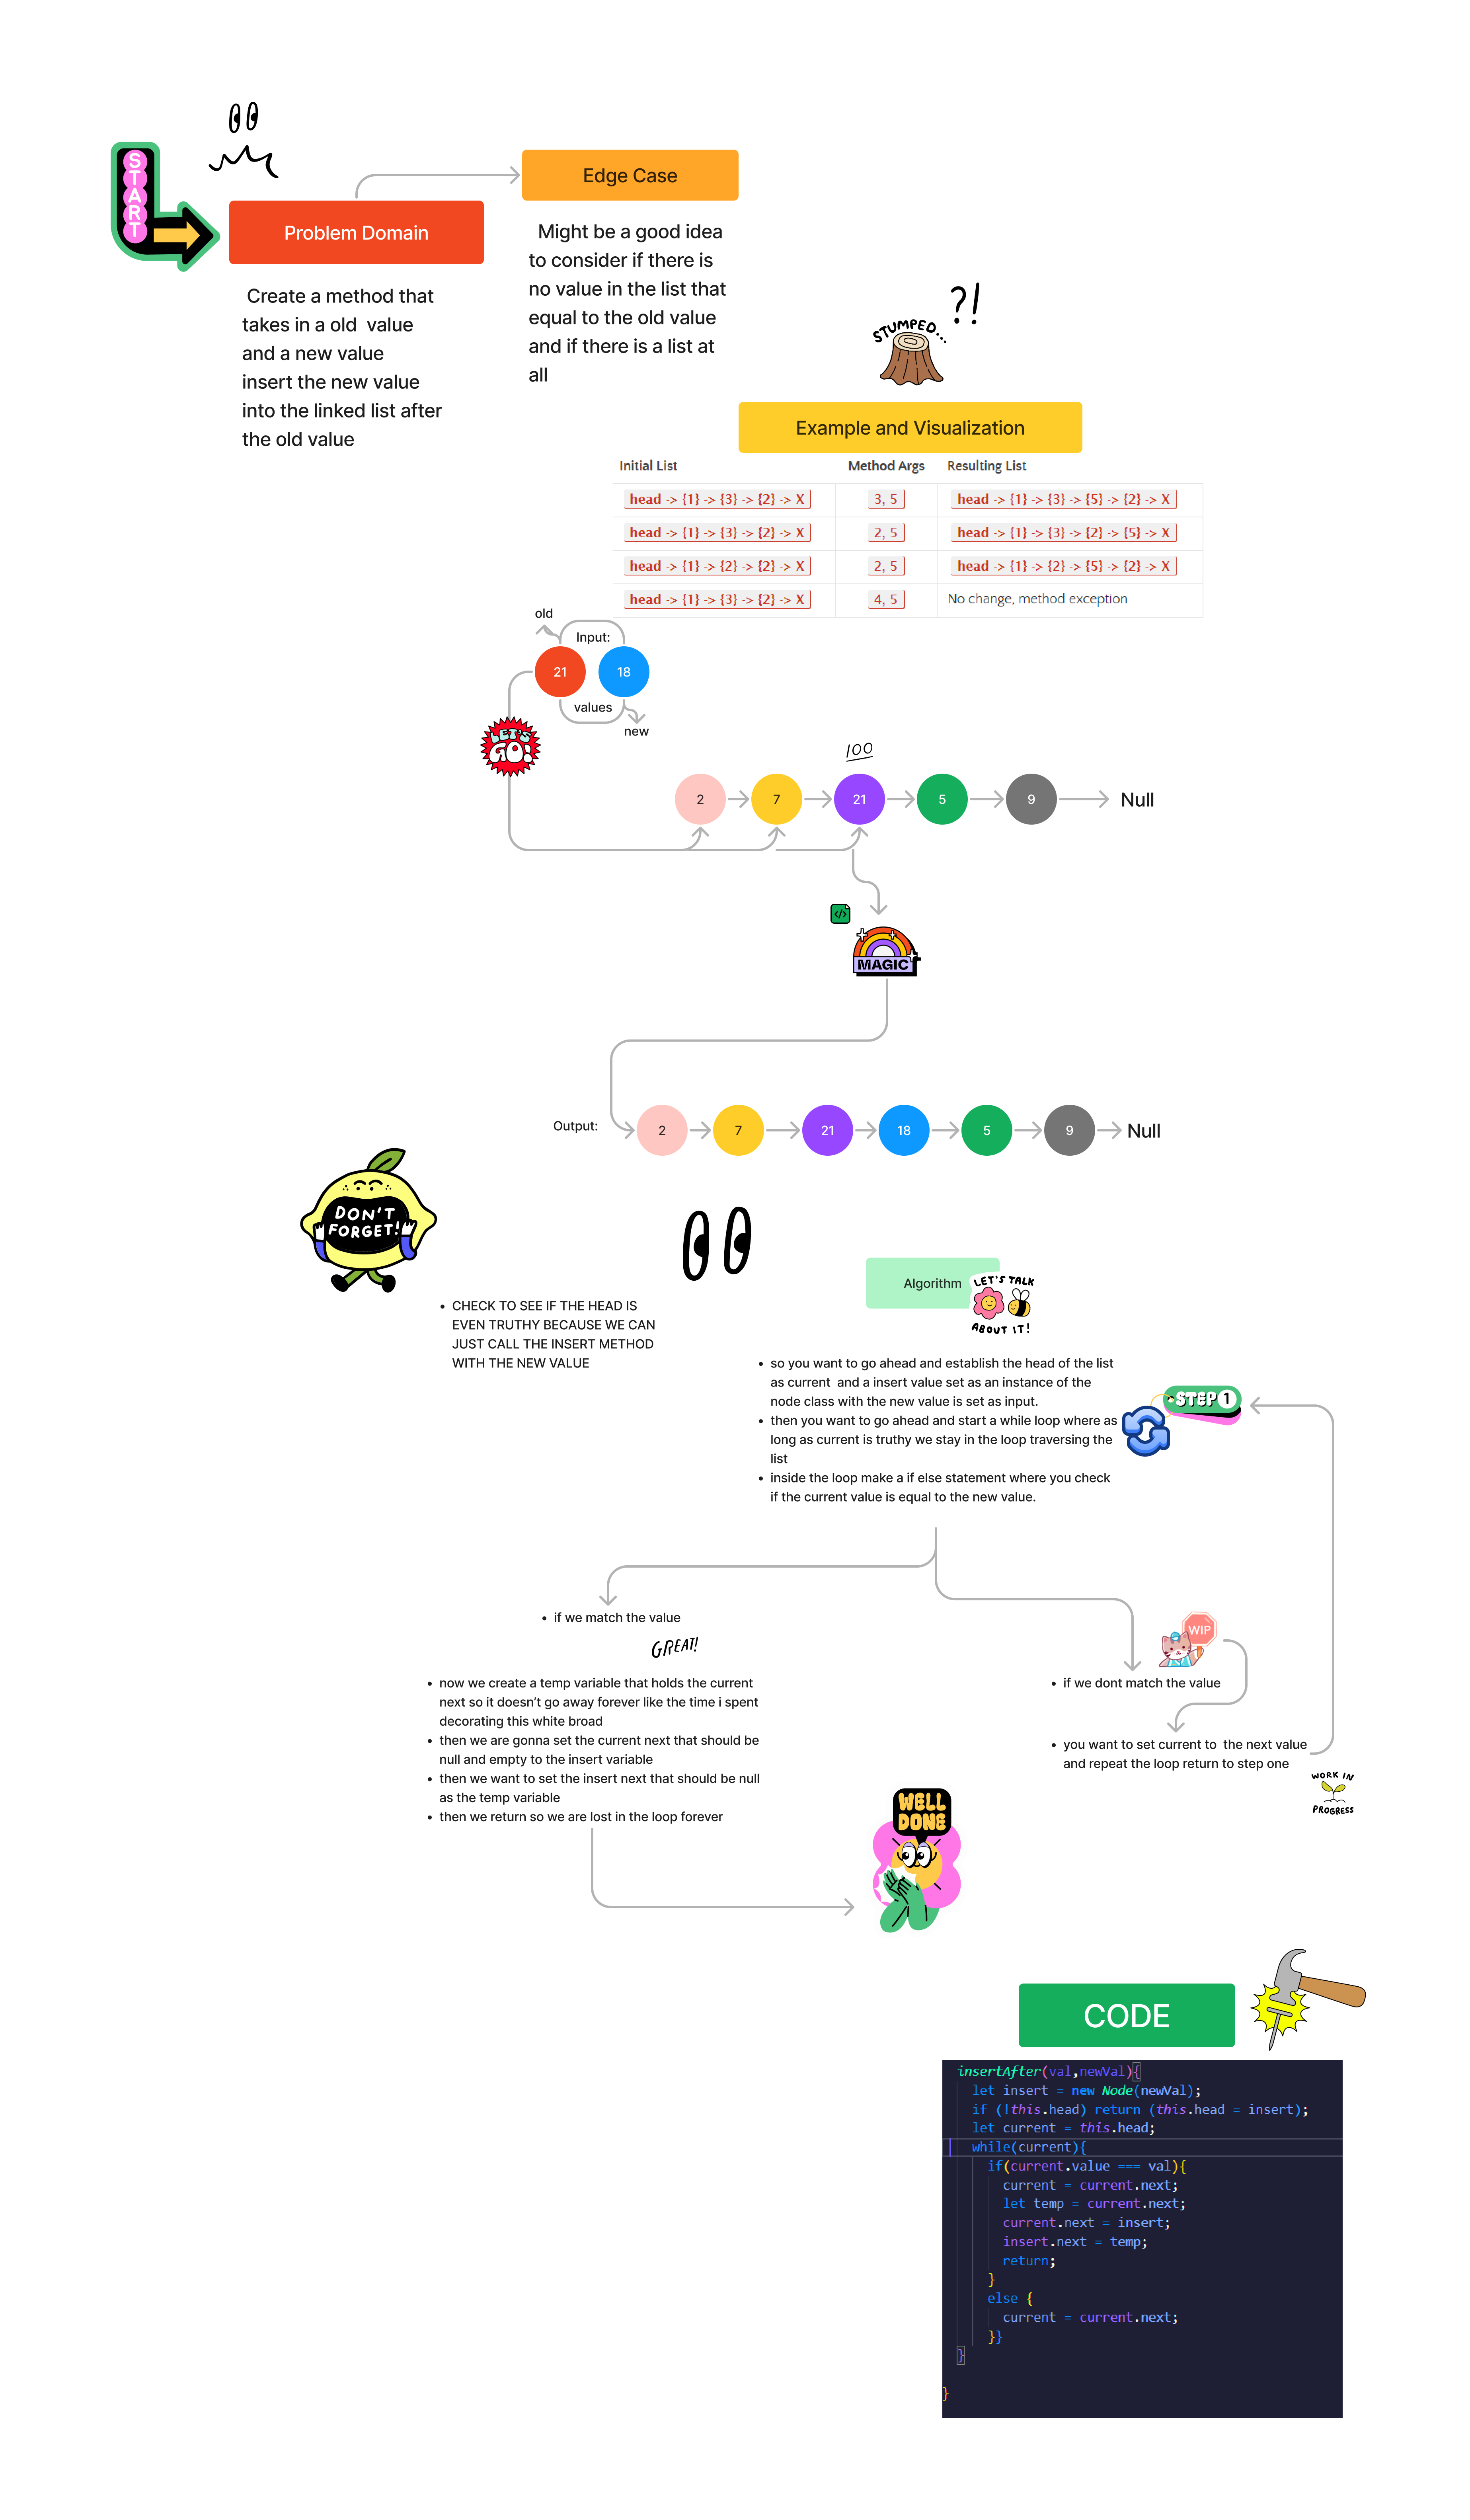 START
Problem Domain
Create a method that
takes in a old  value
and a new value
insert the new value
into the linked list after
the old value
Edge Case
Might be a good idea
to consider if there is
no value in the list that
equal to the old value
and if there is a list at
all
STUMPED...
?!
Example and Visualization
Initial List Method Args Resulting List
head -> {1} -> {3} -> {2} -> X 3, 5 head -> {1} -> {3} -> {5} -> {2} -> X
head -> {1} -> {3} -> {2} -> X 2, 5 head -> {1} -> {3} -> {2} -> {5} -> X
head -> {1} -> {2} -> {2} -> X 2, 5 head -> {1} -> {2} -> {5} -> {2} -> X
head -> {1} -> {3} -> {2} -> X 4, 5 No change, method exception
old
Input:
21 18
values
new
LET'S
GO!
100
2 7 21 5 9 Null
</>
MAGIC
Output: 2 7 21 18 5 9 Null
DON'T
FORGET!
• CHECK TO SEE IF THE HEAD IS
EVEN TRUTHY BECAUSE WE CAN
JUST CALL THE INSERT METHOD
WITH THE NEW VALUE
Algorithm
LET'S TALK
ABOUT IT!
• so you want to go ahead and establish the head of the list
as current  and a insert value set as an instance of the
node class with the new value is set as input.
• then you want to go ahead and start a while loop where as
long as current is truthy we stay in the loop traversing the
list
• inside the loop make a if else statement where you check
if the current value is equal to the new value.
STEP 1
• if we match the value
GREAT!
• now we create a temp variable that holds the current
next so it doesn't go away forever like the time i spent
decorating this white broad
• then we are gonna set the current next that should be
null and empty to the insert variable
• then we want to set the insert next that should be null
as the temp variable
• then we return so we are lost in the loop forever
WIP
• if we dont match the value
• you want to set current to  the next value
and repeat the loop return to step one
WORK IN
PROGRESS
WELL
DONE
CODE
insertAfter(val,newVal){
let insert = new Node(newVal);
if (!this.head) return (this.head = insert);
let current = this.head;
while(current){
if(current.value === val){
current = current.next;
let temp = current.next;
current.next = insert;
insert.next = temp;
return;
}
else {
current = current.next;
}}
}
}